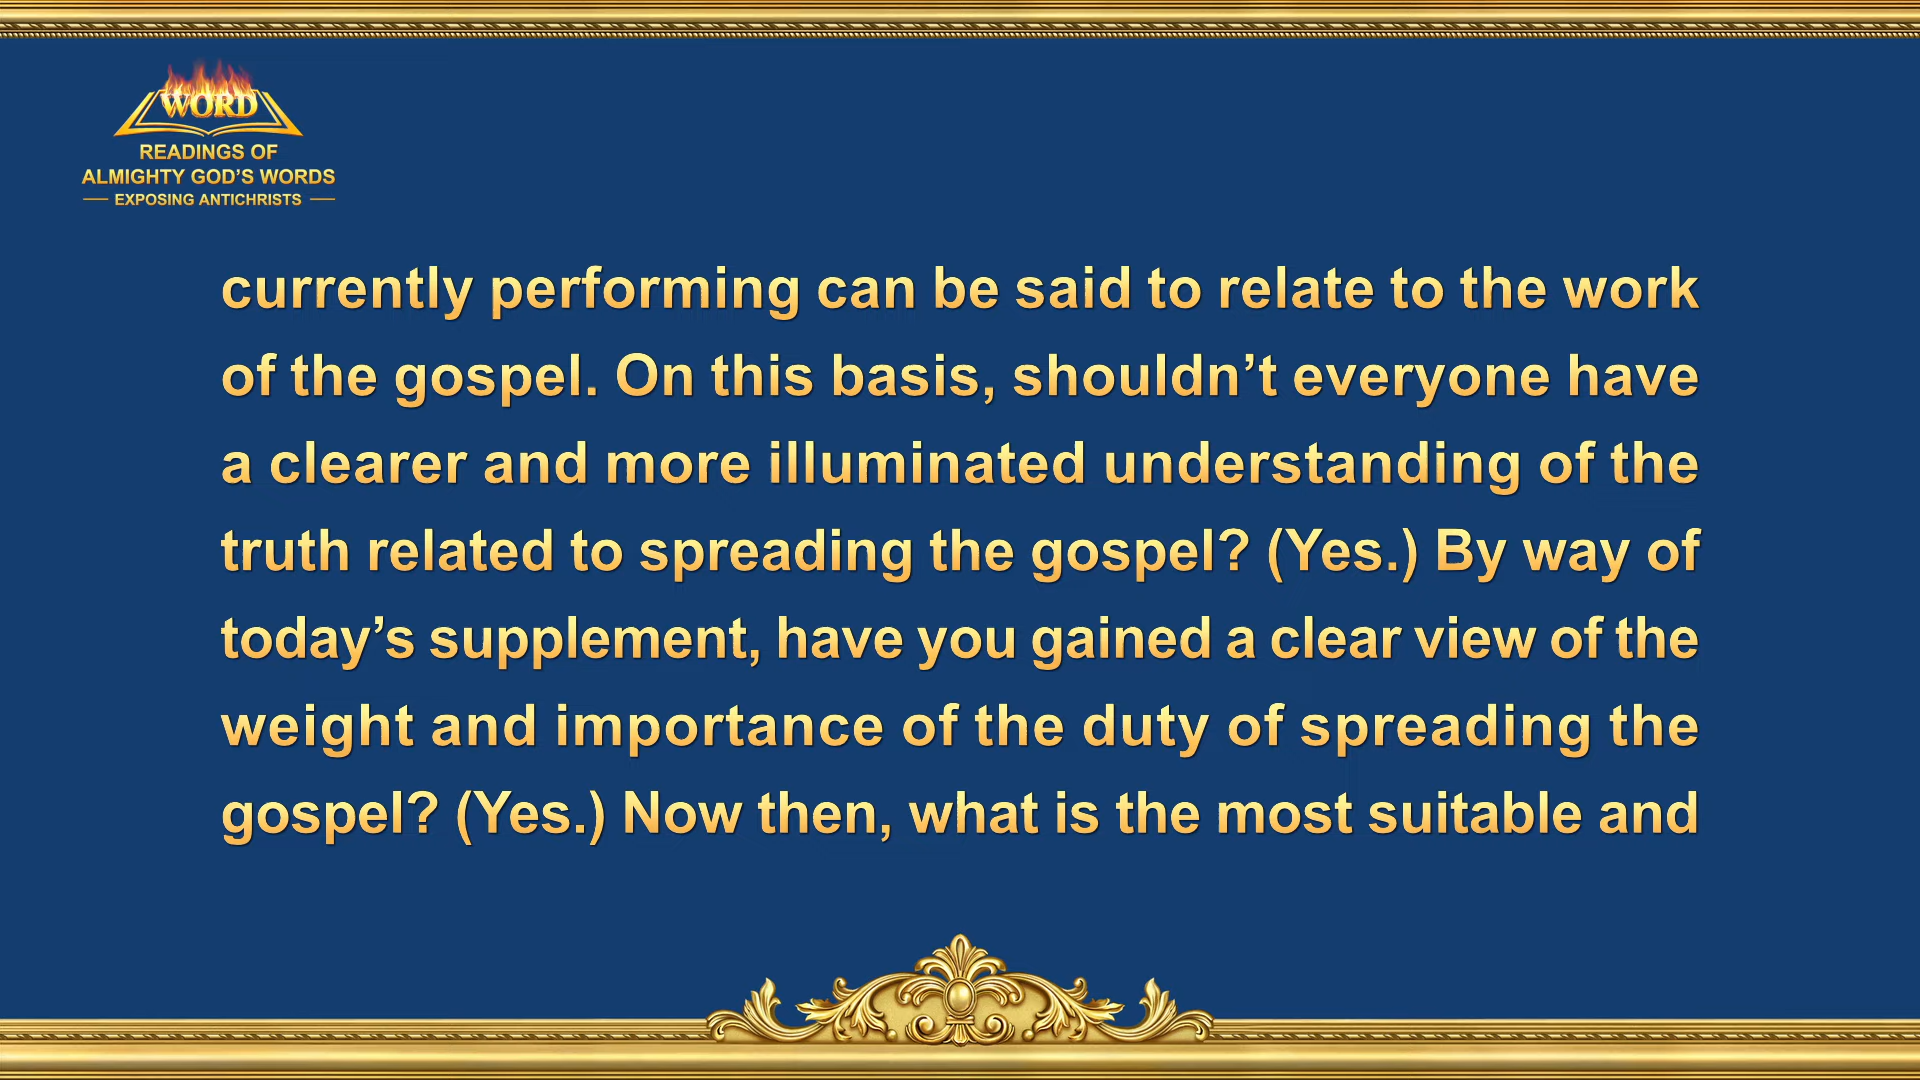 WORD
READINGS OF
ALMIGHTY GOD’S WORDS
EXPOSING ANTICHRISTS
currently performing can be said to relate to the work
of the gospel. On this basis, shouldn’t everyone have
a clearer and more illuminated understanding of the
truth related to spreading the gospel? (Yes.) By way of
today’s supplement, have you gained a clear view of the
weight and importance of the duty of spreading the
gospel? (Yes.) Now then, what is the most suitable and